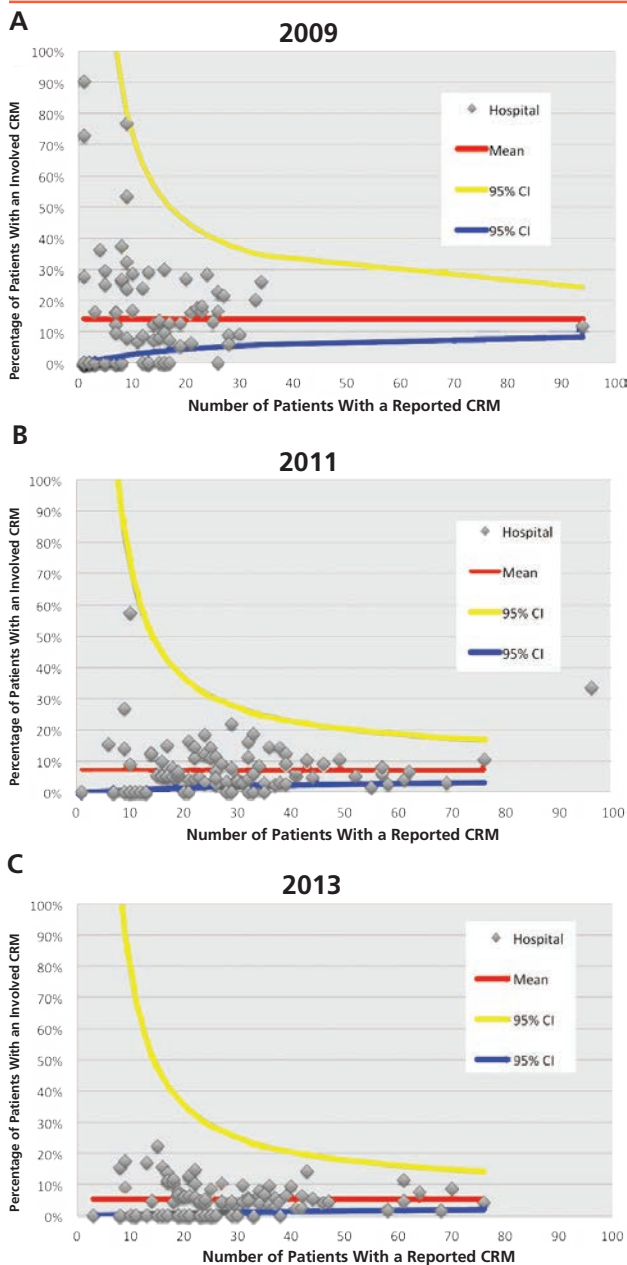 A
2009
Percentage of Patients With an Involved CRM
100%
90%
80%
70%
60%
50%
40%
30%
20%
10%
0%
Hospital
Mean
95% CI
95% CI
0 10 20 30 40 50 60 70 80 90 100
Number of Patients With a Reported CRM
B
2011
Percentage of Patients With an Involved CRM
100%
90%
80%
70%
60%
50%
40%
30%
20%
10%
0%
Hospital
Mean
95% CI
95% CI
0 10 20 30 40 50 60 70 80 90 100
Number of Patients With a Reported CRM
C
2013
Percentage of Patients With an Involved CRM
100%
90%
80%
70%
60%
50%
40%
30%
20%
10%
0%
Hospital
Mean
95% CI
95% CI
0 10 20 30 40 50 60 70 80 90 100
Number of Patients With a Reported CRM